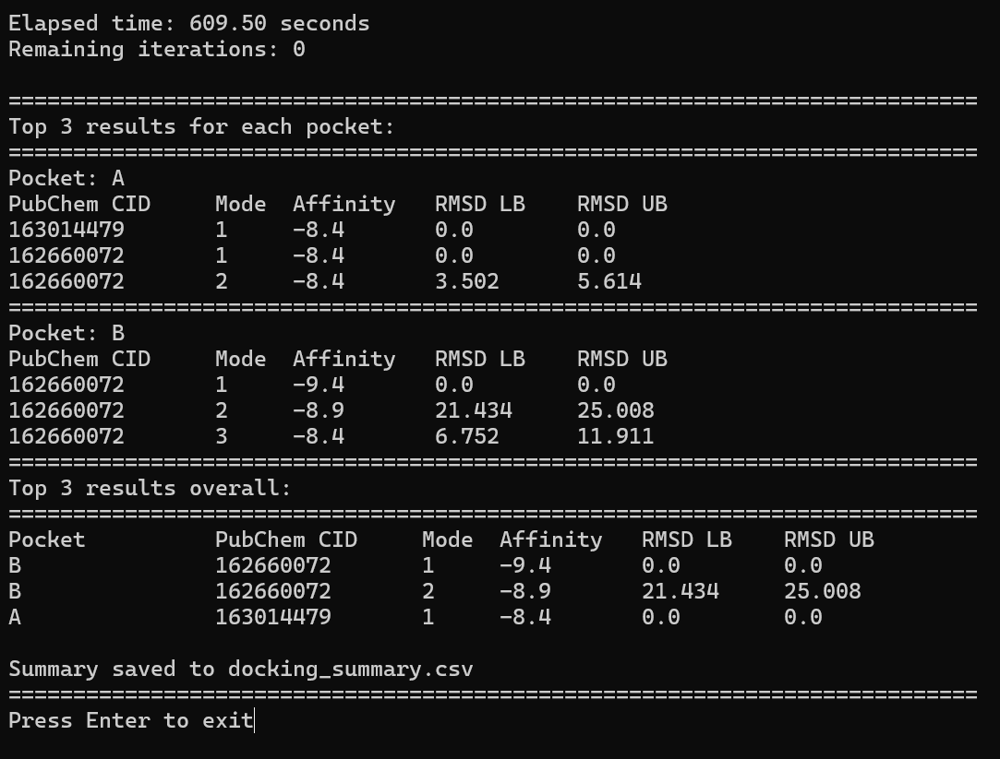 Elapsed time: 609.50 seconds
Remaining iterations: 0
===========================================================================
Top 3 results for each pocket:
===========================================================================
Pocket: A
PubChem CID     Mode  Affinity   RMSD LB    RMSD UB
163014479       1     -8.4       0.0        0.0
162660072       1     -8.4       0.0        0.0
162660072       2     -8.4       3.502      5.614
===========================================================================
Pocket: B
PubChem CID     Mode  Affinity   RMSD LB    RMSD UB
162660072       1     -9.4       0.0        0.0
162660072       2     -8.9       21.434     25.008
162660072       3     -8.4       6.752      11.911
===========================================================================
Top 3 results overall:
===========================================================================
Pocket          PubChem CID     Mode  Affinity   RMSD LB    RMSD UB
B               162660072       1     -9.4       0.0        0.0
B               162660072       2     -8.9       21.434     25.008
A               163014479       1     -8.4       0.0        0.0
Summary saved to docking_summary.csv
===========================================================================
Press Enter to exit